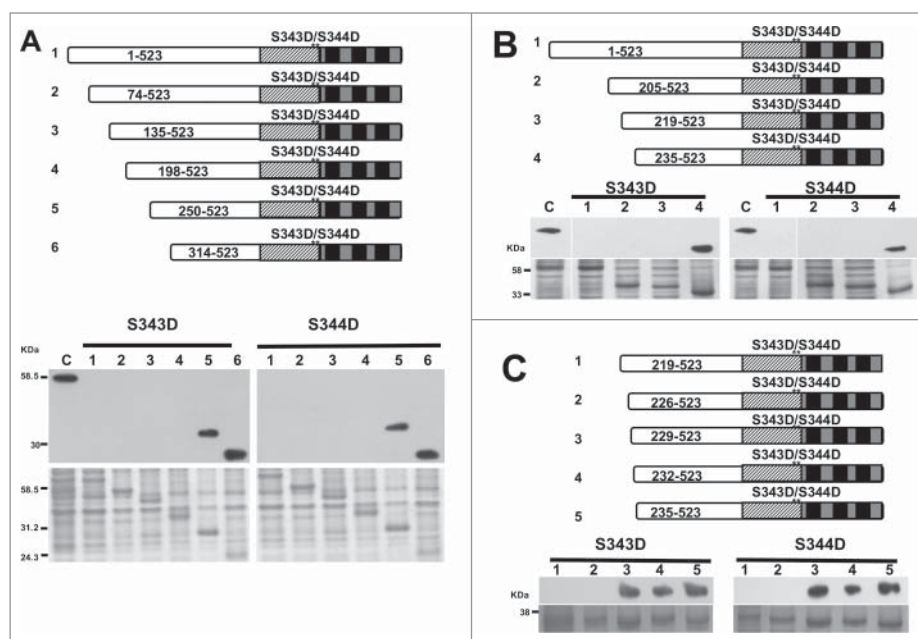 A
S343D/S344D
1
1-523
S343D/S344D
2
74-523
S343D/S344D
3
135-523
S343D/S344D
4
198-523
S343D/S344D
5
250-523
S343D/S344D
6
314-523
S343D S344D
KDa
C 1 2 3 4 5 6 1 2 3 4 5 6
58.5
30
58.5
31.2
24.3
B
S343D/S344D
1
1-523
S343D/S344D
2
205-523
S343D/S344D
3
219-523
S343D/S344D
4
235-523
S343D S344D
C 1 2 3 4 C 1 2 3 4
KDa
58
33
C
S343D/S344D
1
219-523
S343D/S344D
2
226-523
S343D/S344D
3
229-523
S343D/S344D
4
232-523
S343D/S344D
5
235-523
S343D S344D
1 2 3 4 5 1 2 3 4 5
KDa
38